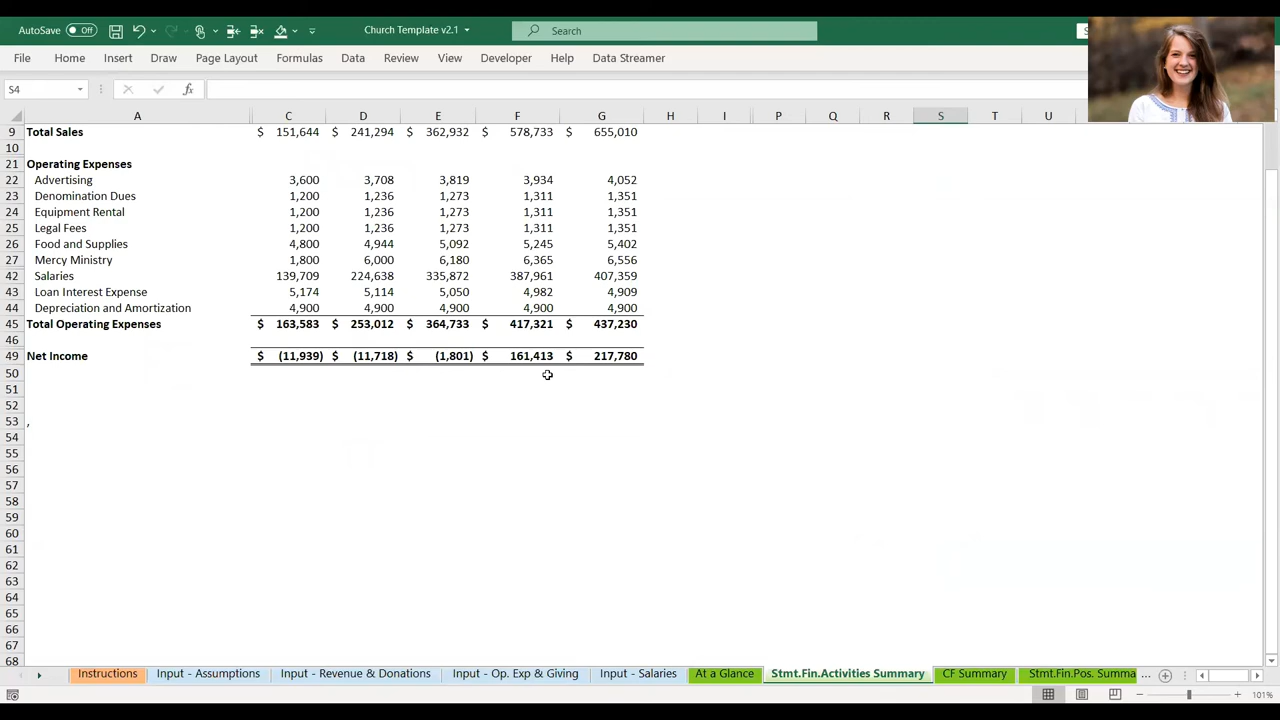 AutoSave Off Church Template v2.1 Search
File Home Insert Draw Page Layout Formulas Data Review View Developer Help Data Streamer
S4 fx
A C D E F G H I P Q R S T U
9 Total Sales $ 151,644 $ 241,294 $ 362,932 $ 578,733 $ 655,010
10
21 Operating Expenses
22 Advertising 3,600 3,708 3,819 3,934 4,052
23 Denomination Dues 1,200 1,236 1,273 1,311 1,351
24 Equipment Rental 1,200 1,236 1,273 1,311 1,351
25 Legal Fees 1,200 1,236 1,273 1,311 1,351
26 Food and Supplies 4,800 4,944 5,092 5,245 5,402
27 Mercy Ministry 1,800 6,000 6,180 6,365 6,556
42 Salaries 139,709 224,638 335,872 387,961 407,359
43 Loan Interest Expense 5,174 5,114 5,050 4,982 4,909
44 Depreciation and Amortization 4,900 4,900 4,900 4,900 4,900
45 Total Operating Expenses $ 163,583 $ 253,012 $ 364,733 $ 417,321 $ 437,230
46
49 Net Income $ (11,939) $ (11,718) $ (1,801) $ 161,413 $ 217,780
50
51
52
53 ,
54
55
56
57
58
59
60
61
62
63
64
65
66
67
68
Instructions Input - Assumptions Input - Revenue & Donations Input - Op. Exp & Giving Input - Salaries At a Glance Stmt.Fin.Activities Summary CF Summary Stmt.Fin.Pos. Summa ...
101%